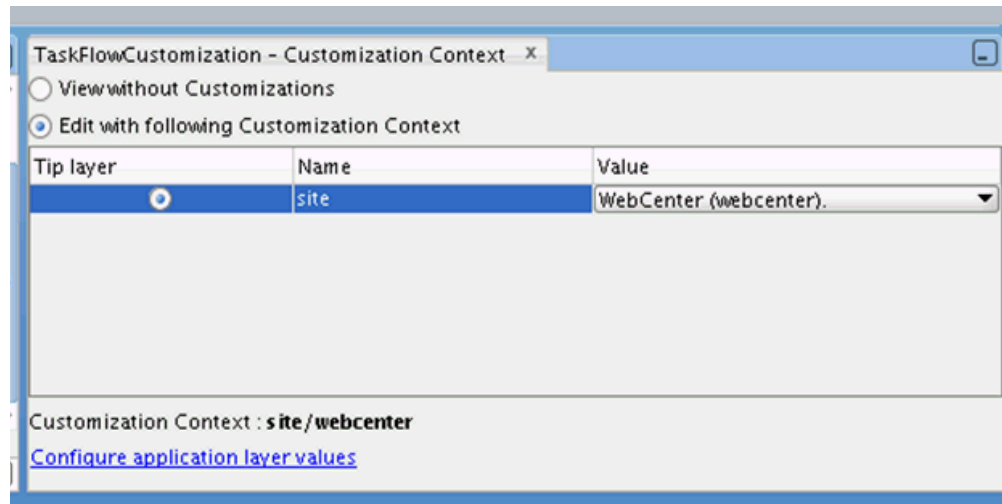 TaskFlowCustomization - Customization Context x
View without Customizations
Edit with following Customization Context
Tip layer Name Value
site WebCenter (webcenter).
Customization Context : site/webcenter
Configure application layer values